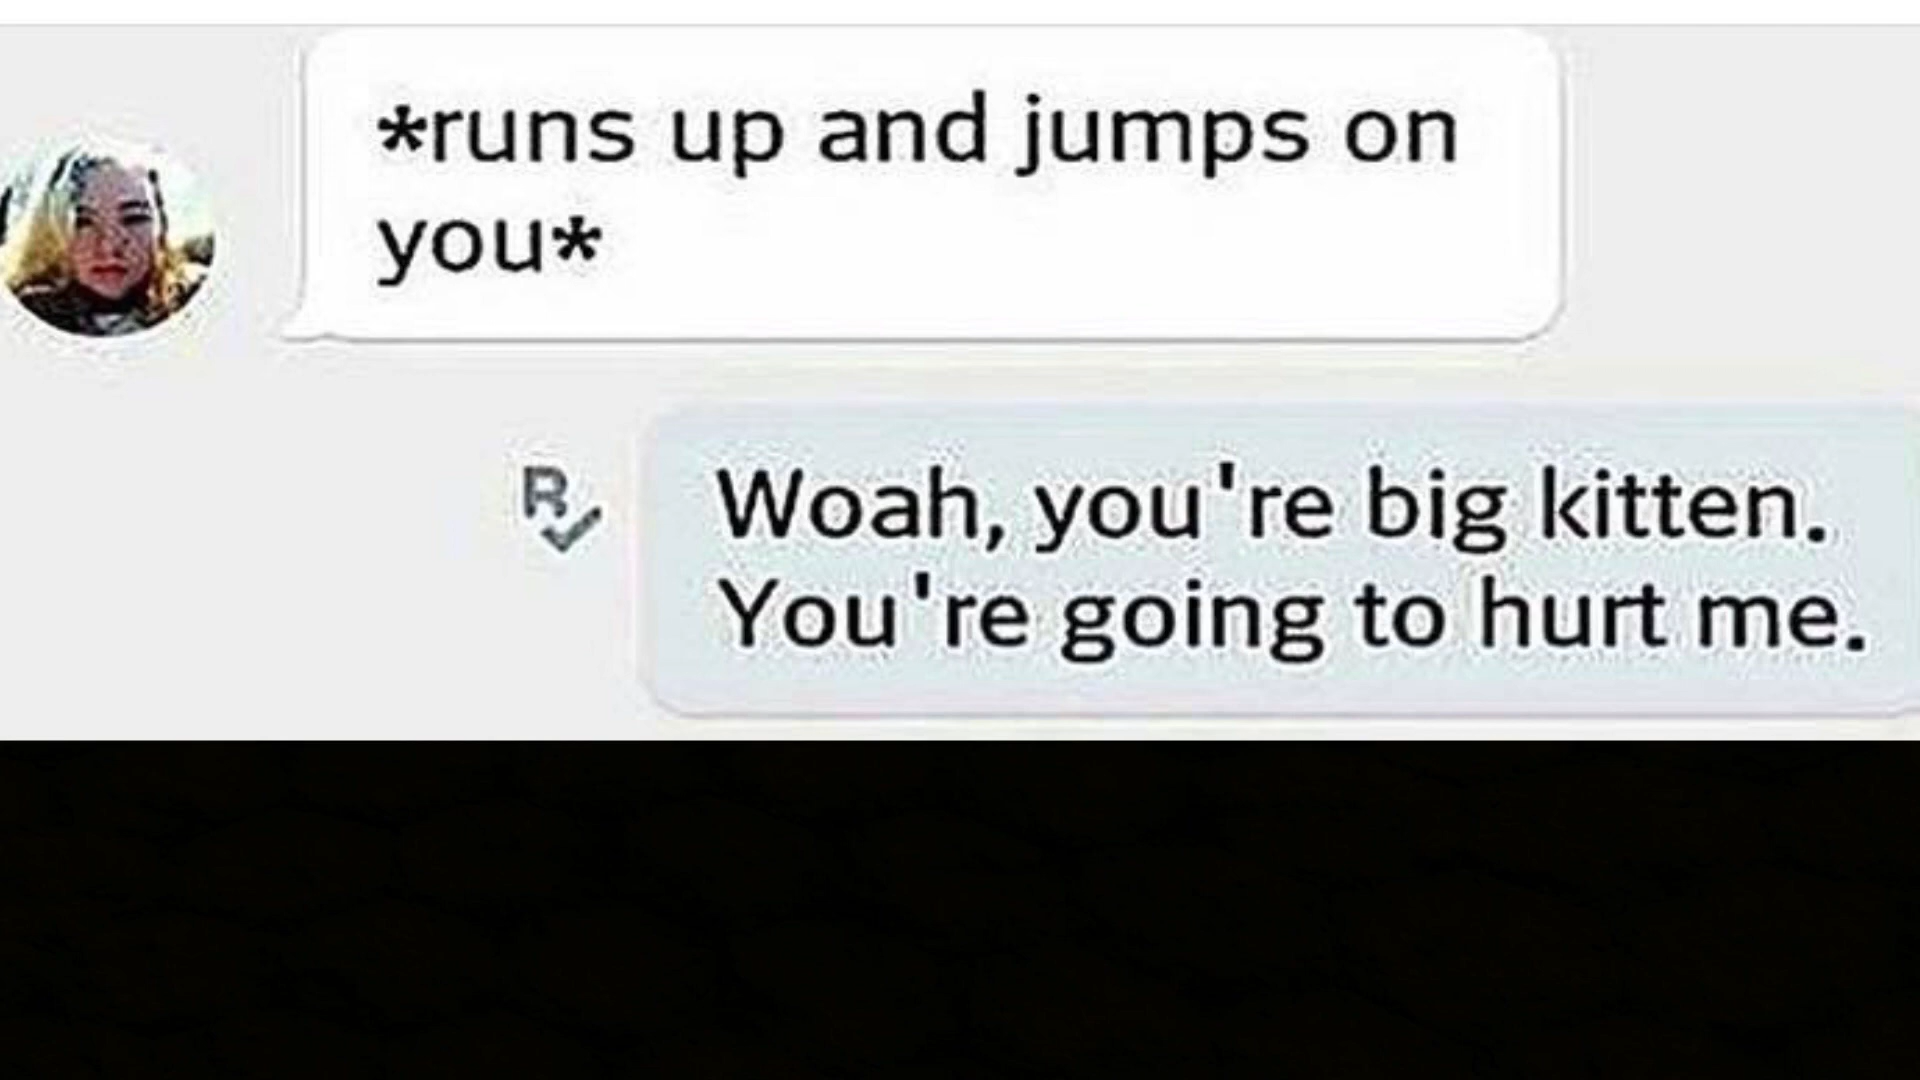 *runs up and jumps on
you*
R
Woah, you're big kitten.
You're going to hurt me.